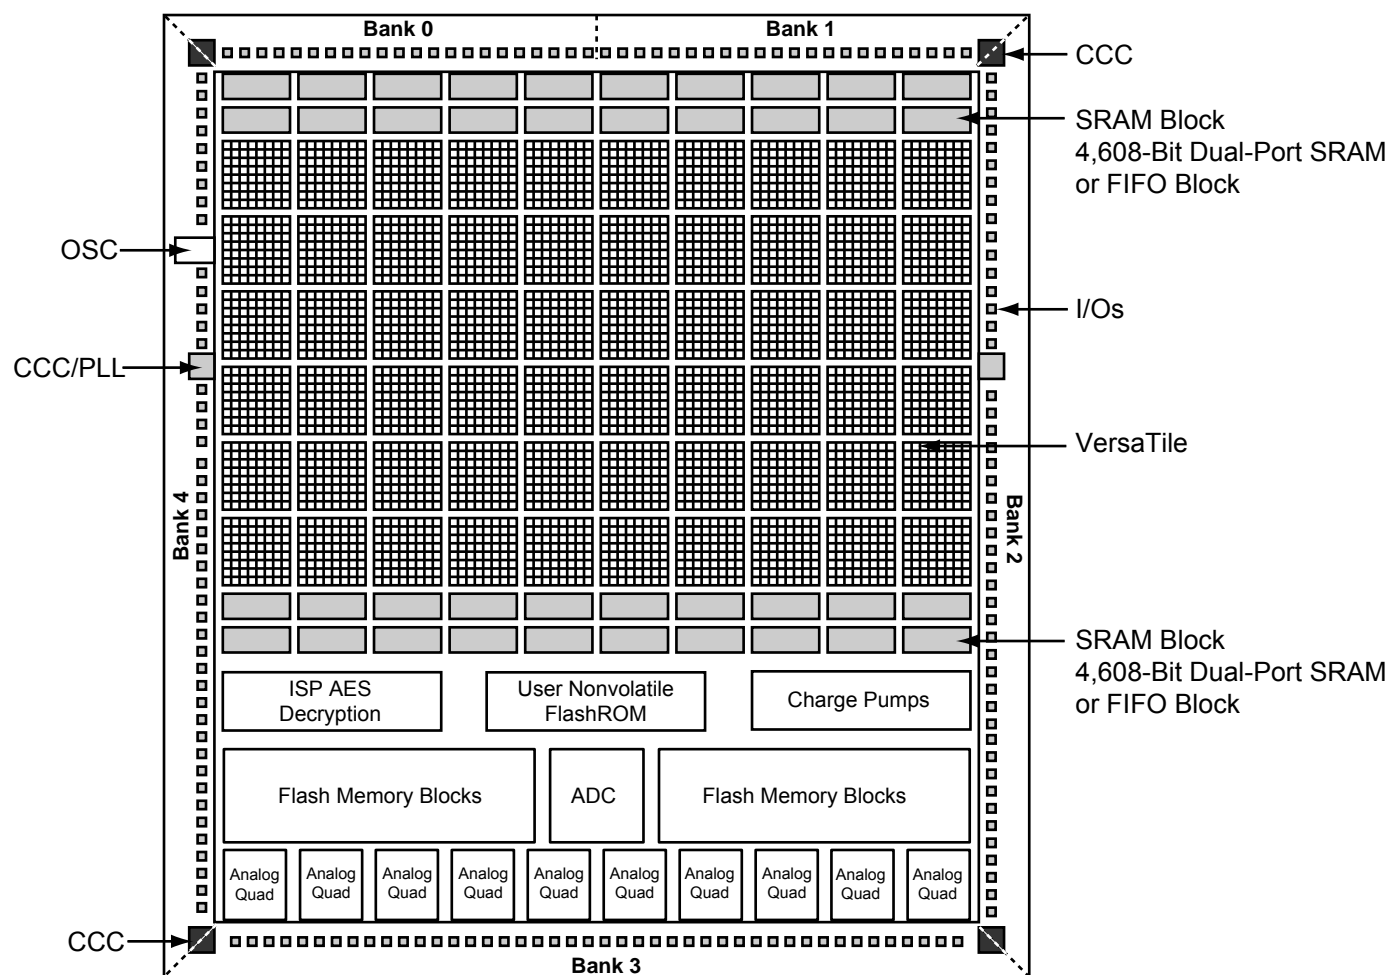 Bank 0
Bank 1
CCC
SRAM Block
4,608-Bit Dual-Port SRAM
or FIFO Block
OSC
I/Os
CCC/PLL
VersaTile
Bank 4
Bank 2
SRAM Block
4,608-Bit Dual-Port SRAM
or FIFO Block
ISP AES
Decryption
User Nonvolatile
FlashROM
Charge Pumps
Flash Memory Blocks
ADC
Flash Memory Blocks
Analog
Quad
Analog
Quad
Analog
Quad
Analog
Quad
Analog
Quad
Analog
Quad
Analog
Quad
Analog
Quad
Analog
Quad
Analog
Quad
CCC
Bank 3